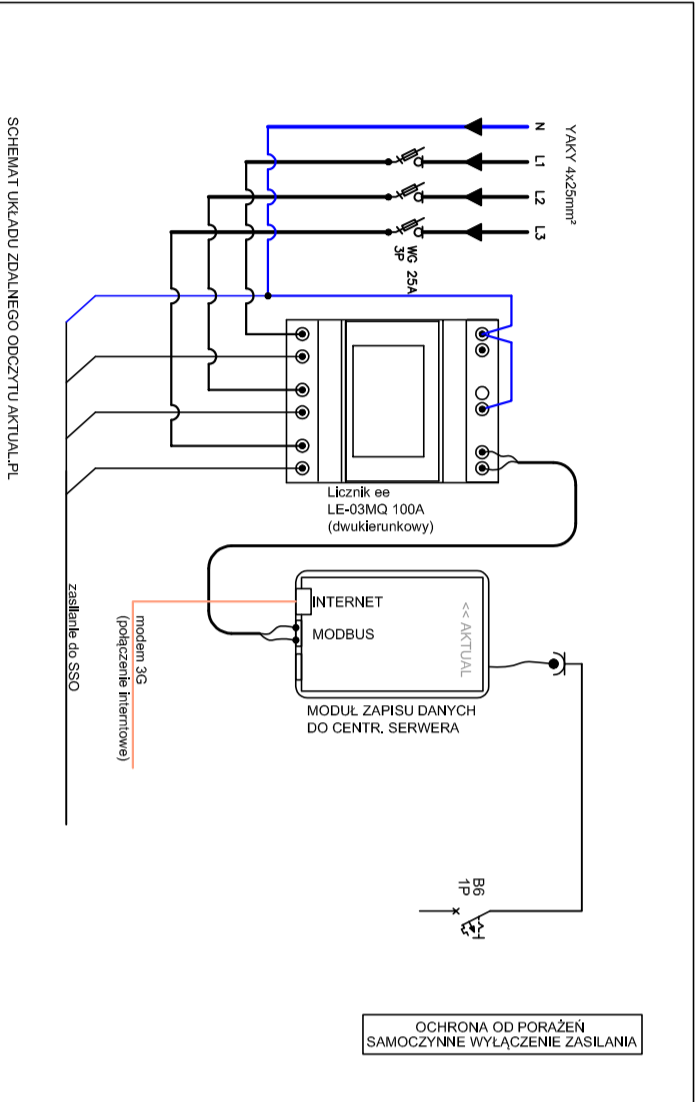 YAKY 4x25mm²
N
L1
L2
L3
WG 25A
3P
Licznik ee
LE-03MQ 100A
(dwukierunkowy)
<< AKTUAL
INTERNET
MODBUS
MODUŁ ZAPISU DANYCH
DO CENTR. SERWERA
modem 3G
(połączenie interntowe)
zasilanie do SSO
B6
1P
OCHRONA OD PORAŻEŃ
SAMOCZYNNE WYŁĄCZENIE ZASILANIA
SCHEMAT UKŁADU ZDALNEGO ODCZYTU AKTUAL.PL